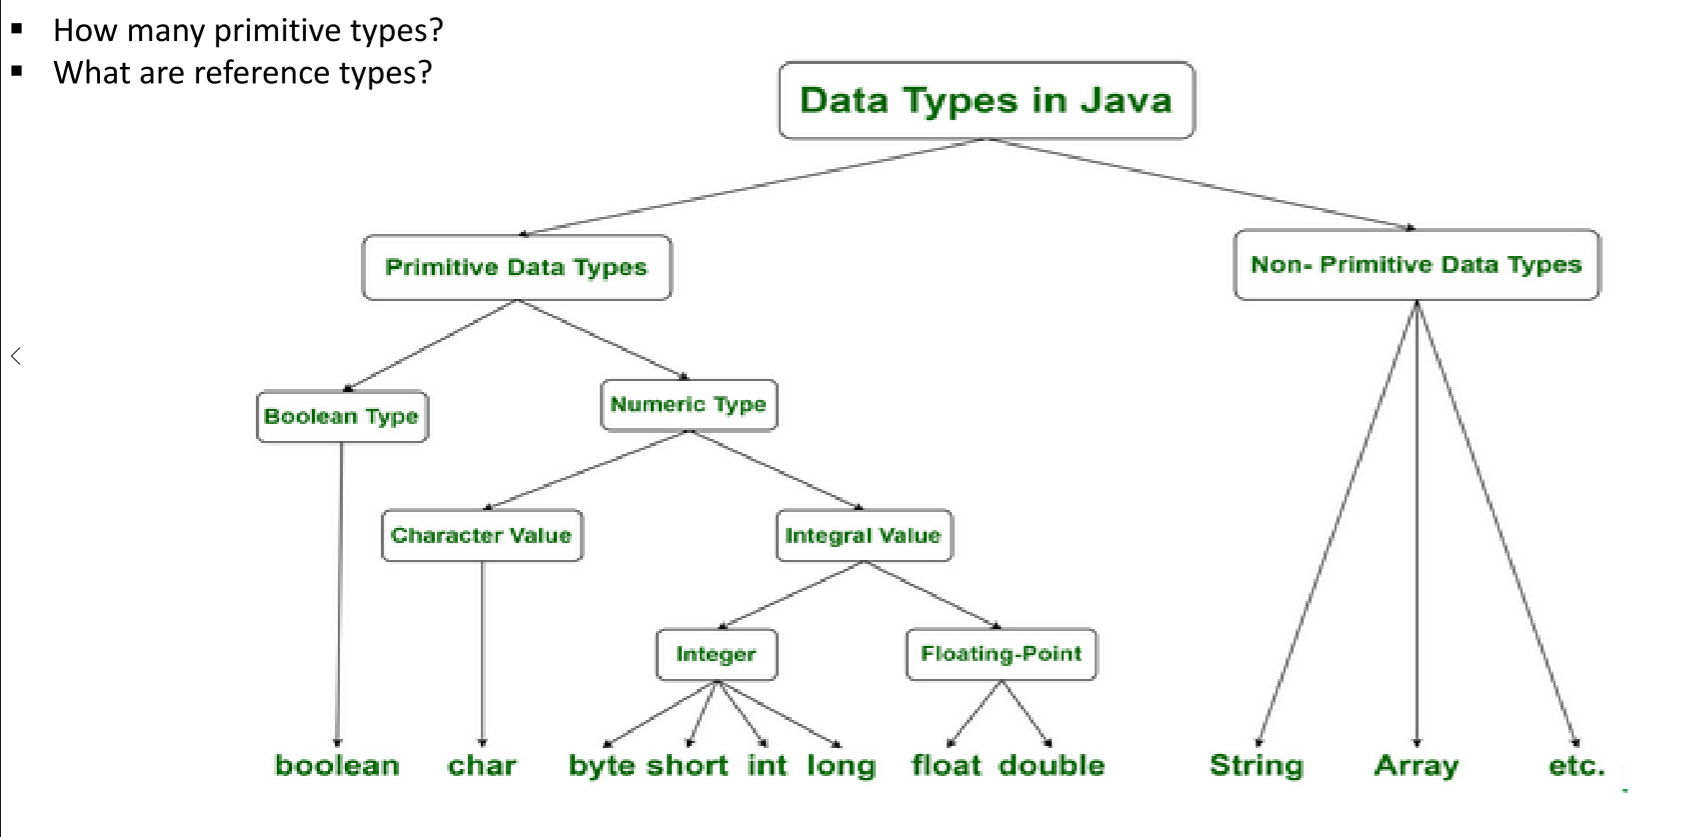 ▪ How many primitive types?
▪ What are reference types?
Data Types in Java
Primitive Data Types
Non- Primitive Data Types
Boolean Type
Numeric Type
Character Value
Integral Value
Integer
Floating-Point
boolean char byte short int long float double String Array etc.